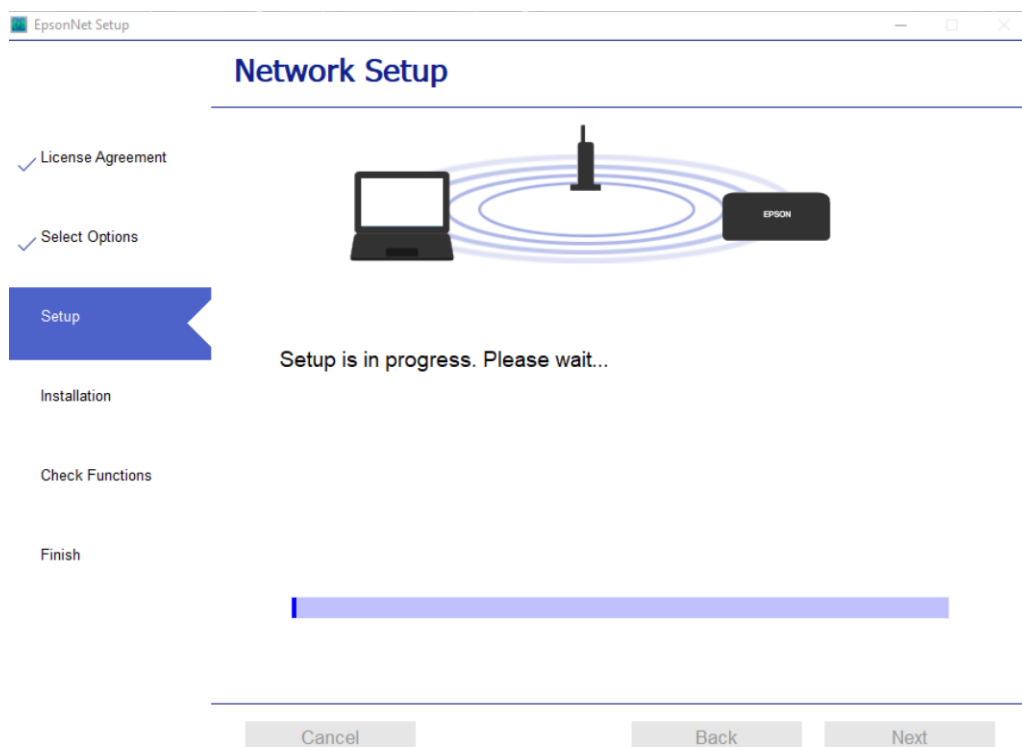 EpsonNet Setup
Network Setup
License Agreement
Select Options
Setup
Installation
Check Functions
Finish
EPSON
Setup is in progress. Please wait...
Cancel
Back
Next